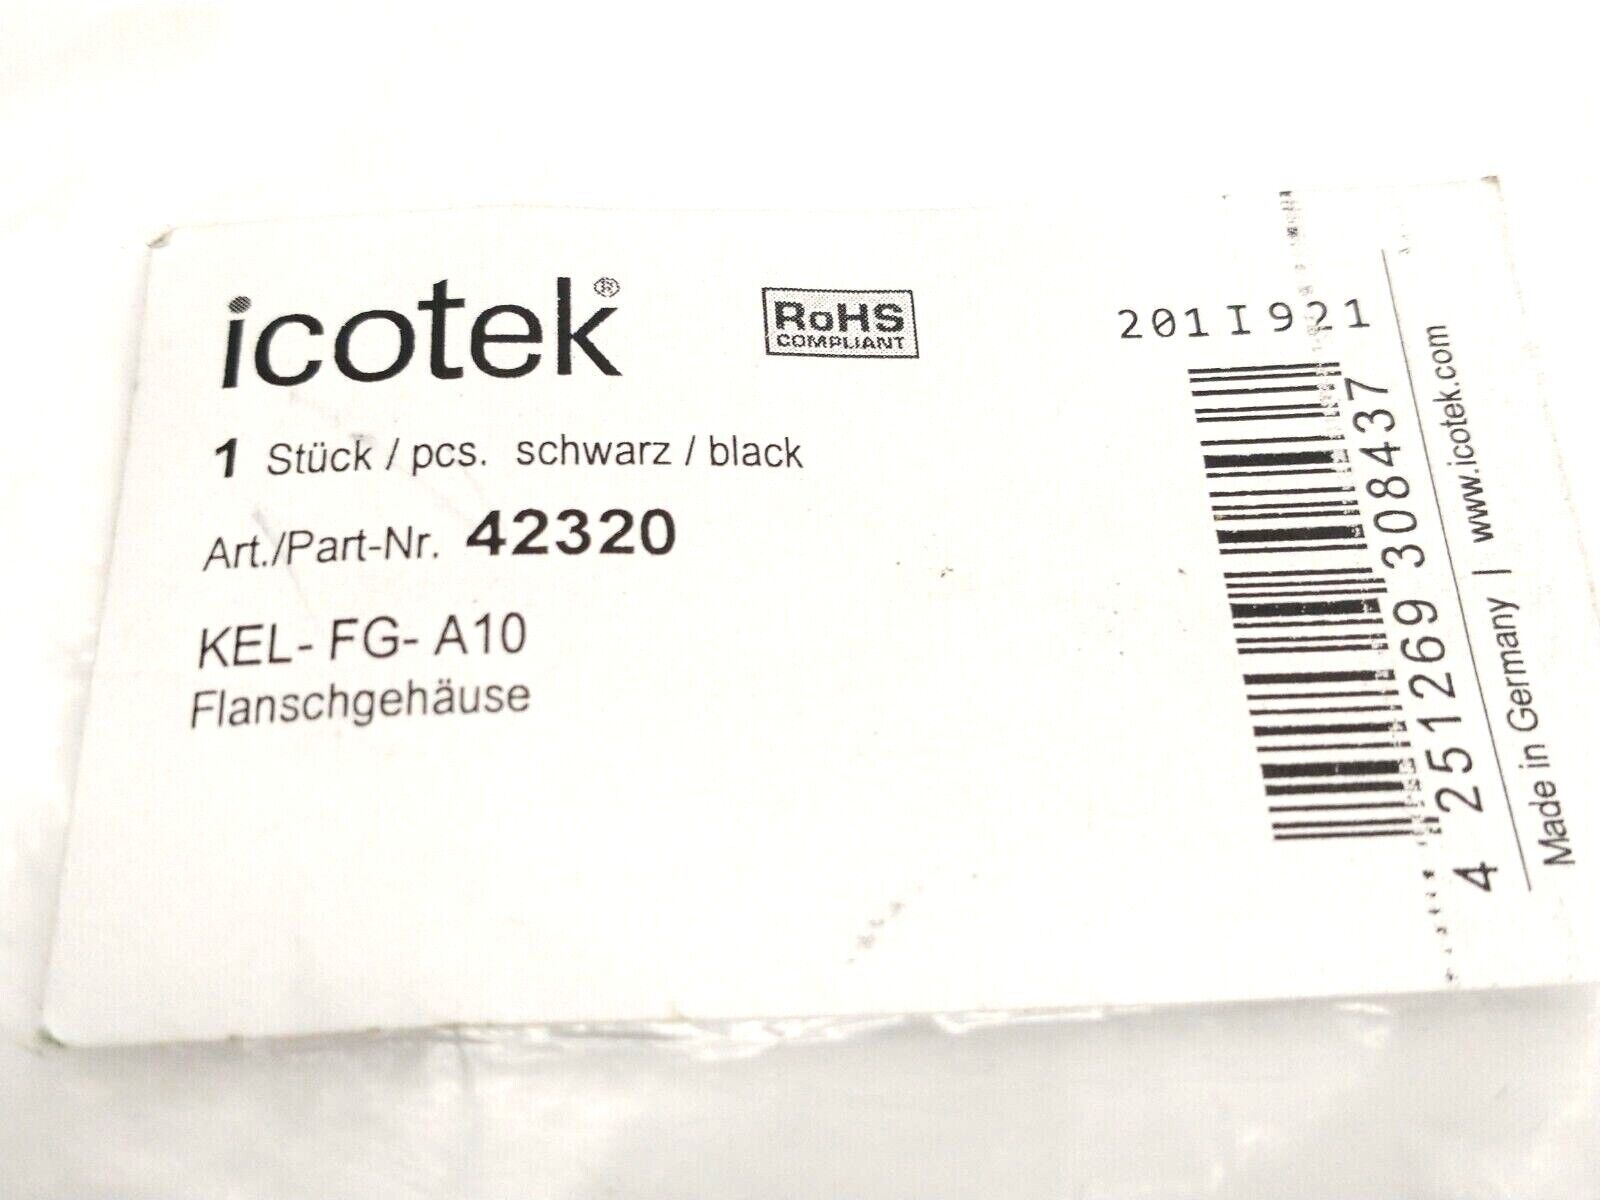 icotek®
RoHS
COMPLIANT
201I921
1 Stück / pcs. schwarz / black
Art./Part-Nr. 42320
KEL- FG- A10
Flanschgehäuse
4 251269 308437
Made in Germany | www.icotek.com